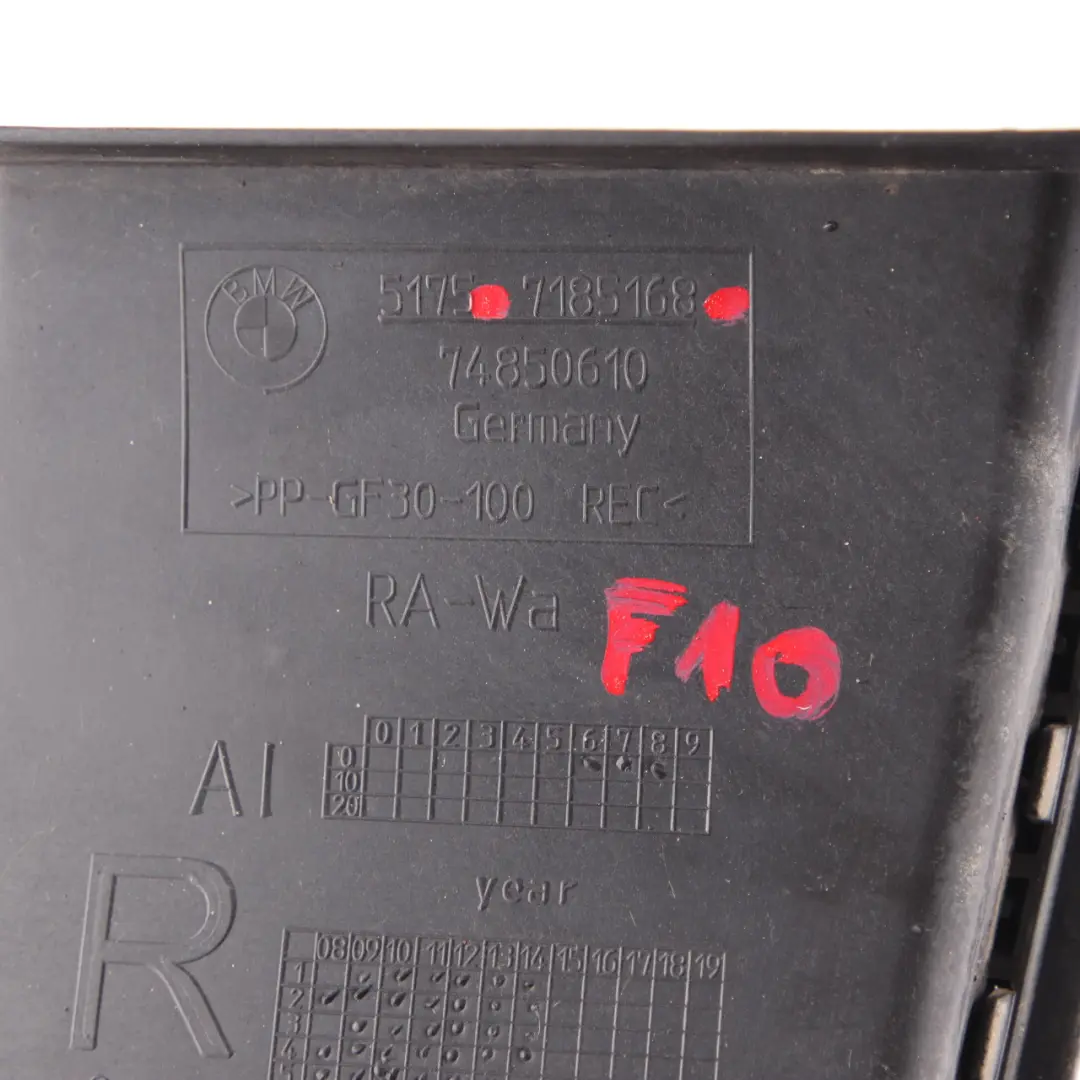 BMW
5175 7185168
74850610
Germany
>PP-GF30-100 REC<
RA-Wa
F10
AI
0 1 2 3 4 5 6 7 8 9
0
10
20
R
year
08 09 10 11 12 13 14 15 16 17 18 19
1
2
3
4
5